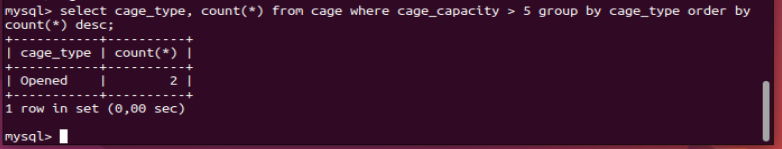 mysql> select cage_type, count(*) from cage where cage_capacity > 5 group by cage_type order by
count(*) desc;
+-----------+----------+
| cage_type | count(*) |
+-----------+----------+
| Opened    |        2 |
+-----------+----------+
1 row in set (0,00 sec)
mysql>